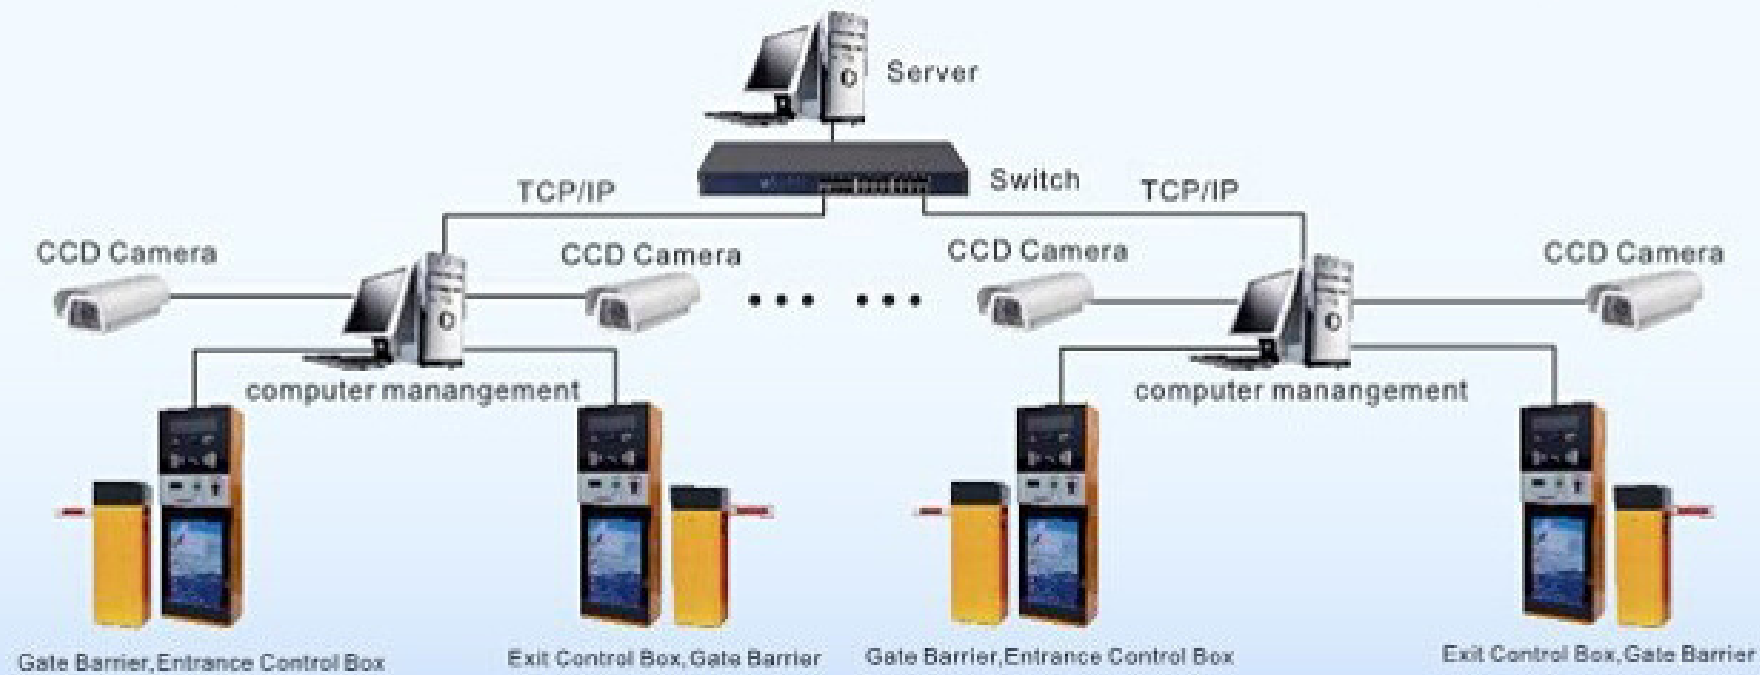 Server
Switch
TCP/IP
TCP/IP
CCD Camera
CCD Camera
CCD Camera
CCD Camera
computer manangement
computer manangement
Gate Barrier,Entrance Control Box
Exit Control Box,Gate Barrier
Gate Barrier,Entrance Control Box
Exit Control Box,Gate Barrier